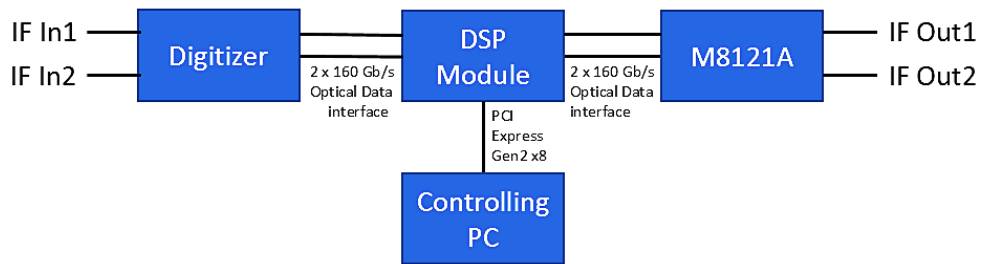 IF In1
IF In2
Digitizer
2 x 160 Gb/s
Optical Data
interface
DSP
Module
2 x 160 Gb/s
Optical Data
interface
M8121A
IF Out1
IF Out2
PCI
Express
Gen2 x8
Controlling
PC